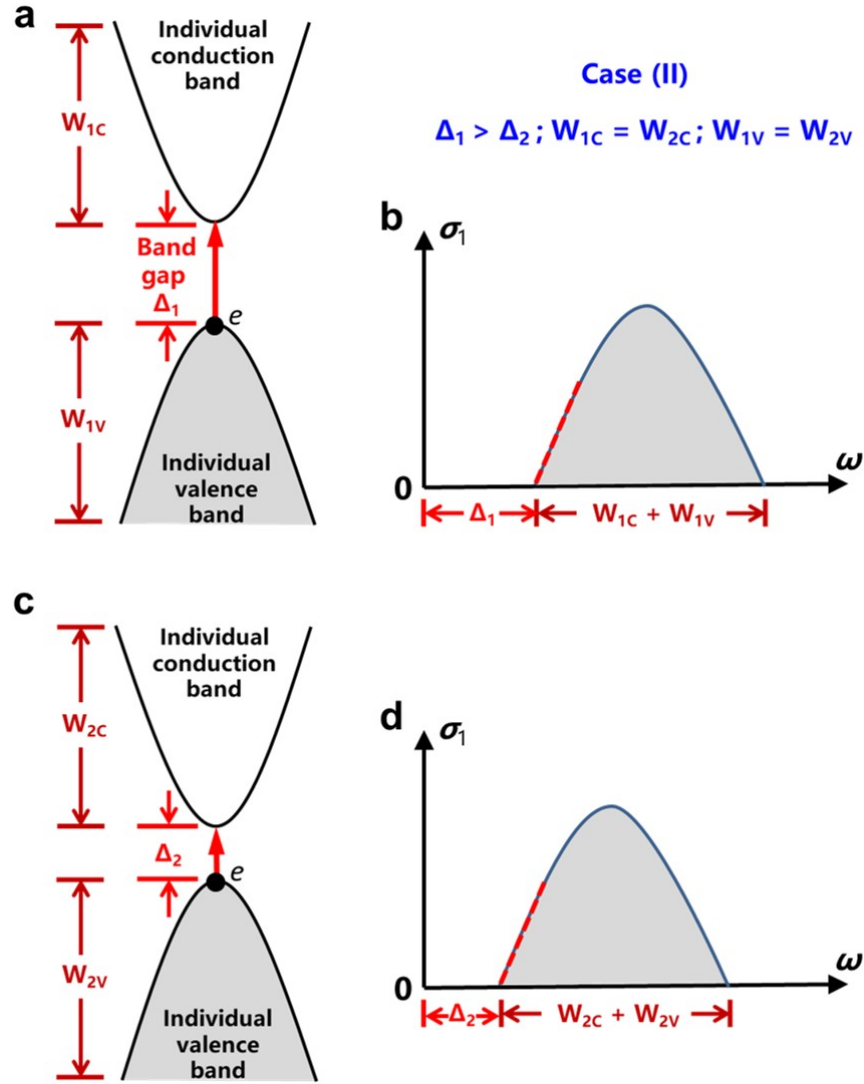 a
Individual
conduction
band
W1C
Case (II)
Δ1 > Δ2 ; W1C = W2C; W1V = W2V
Band
gap
Δ1
e
W1V
Individual
valence
band
b
σ1
ω
0
Δ1
W1C + W1V
c
Individual
conduction
band
W2C
Δ2
e
W2V
Individual
valence
band
d
σ1
ω
0
Δ2
W2C + W2V